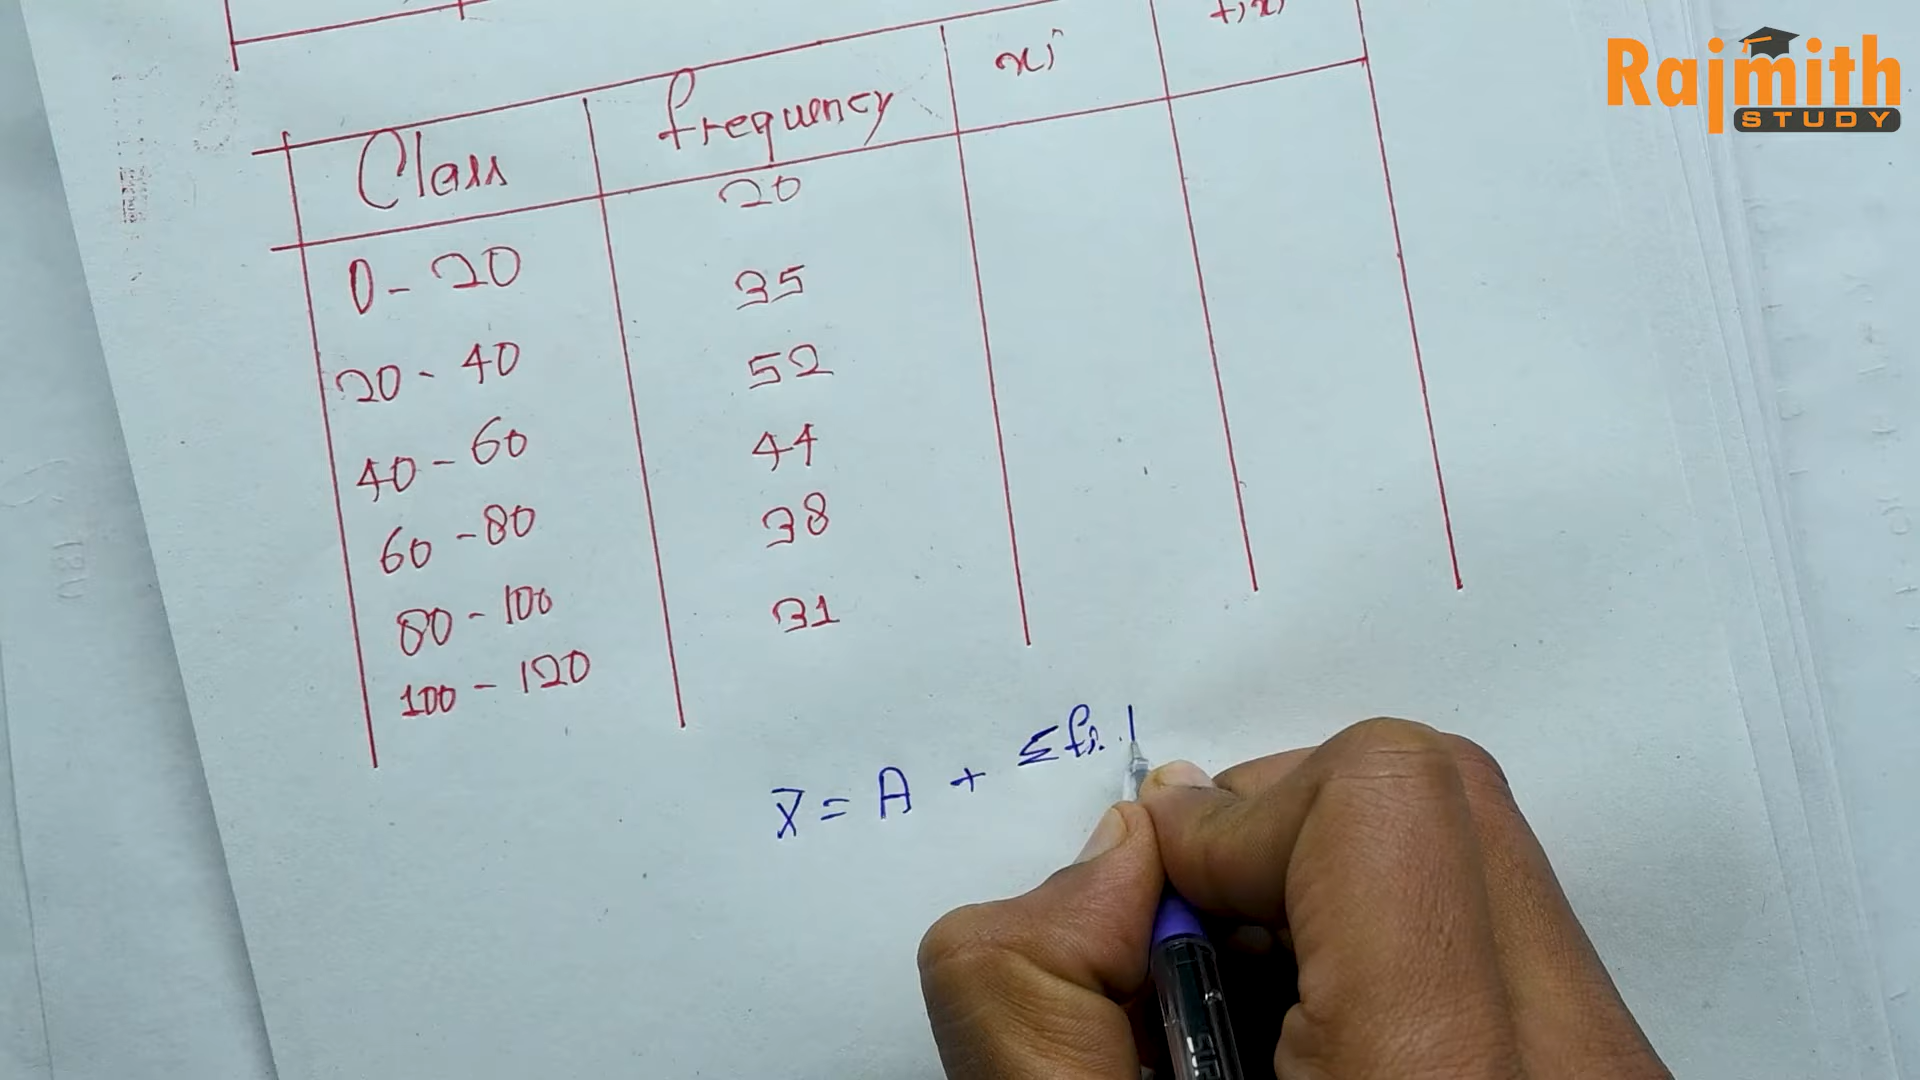 Rajmith
STUDY
Class frequency xi fixi
0 - 20 20
20 - 40 35
40 - 60 52
60 - 80 44
80 - 100 38
100 - 120 31
x̄ = A + Σfi.